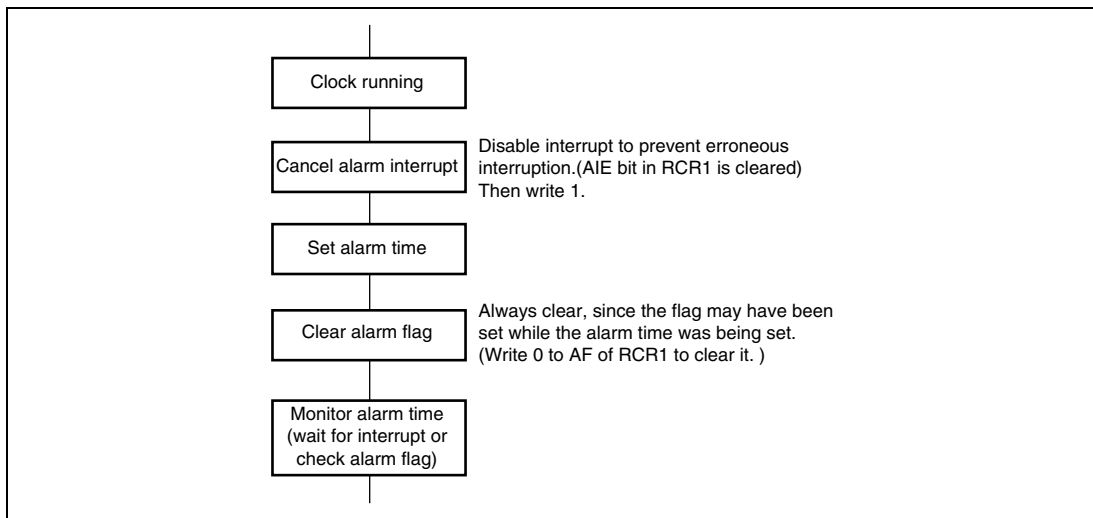 Clock running
Cancel alarm interrupt
Disable interrupt to prevent erroneous
interruption.(AIE bit in RCR1 is cleared)
Then write 1.
Set alarm time
Clear alarm flag
Always clear, since the flag may have been
set while the alarm time was being set.
(Write 0 to AF of RCR1 to clear it. )
Monitor alarm time
(wait for interrupt or
check alarm flag)